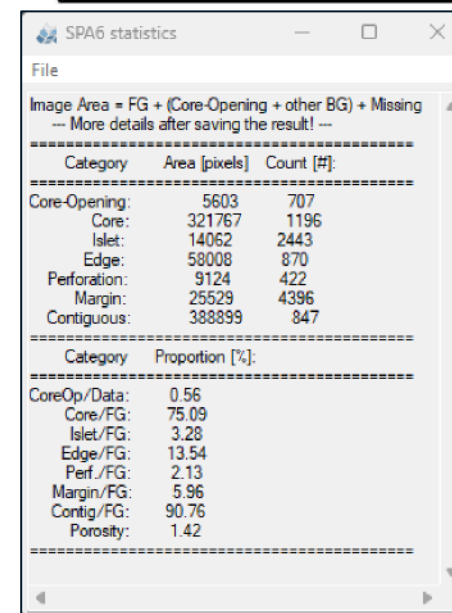 SPA6 statistics
File
Image Area = FG + (Core-Opening + other BG) + Missing
--- More details after saving the result! ---
==========================================
Category Area [pixels] Count [#]:
==========================================
Core-Opening: 5603 707
Core: 321767 1196
Islet: 14062 2443
Edge: 58008 870
Perforation: 9124 422
Margin: 25529 4396
Contiguous: 388899 847
==========================================
Category Proportion [%]:
==========================================
CoreOp/Data: 0.56
Core/FG: 75.09
Islet/FG: 3.28
Edge/FG: 13.54
Perf./FG: 2.13
Margin/FG: 5.96
Contig/FG: 90.76
Porosity: 1.42
==========================================